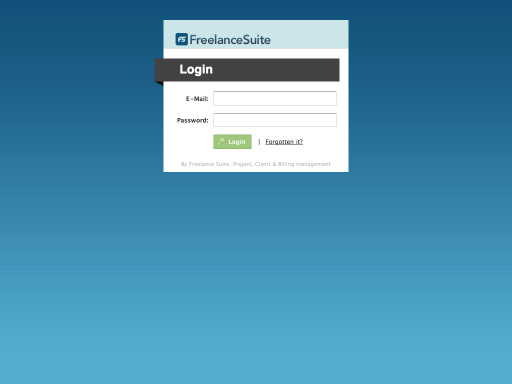 FS FreelanceSuite
Login
E-Mail:
Password:
Login | Forgotten it?
By Freelance Suite. Project, Client & Billing management